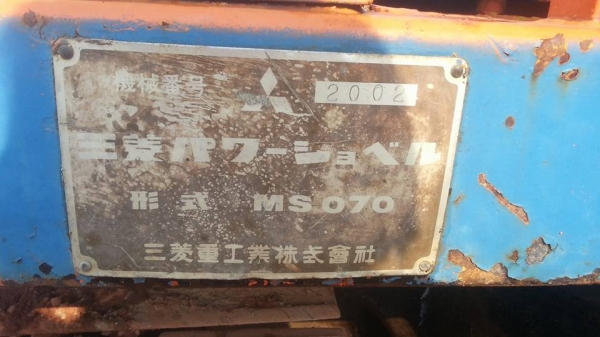 機械番号 2002
三菱パワーショベル
形式 MS070
三菱重工業株式會社